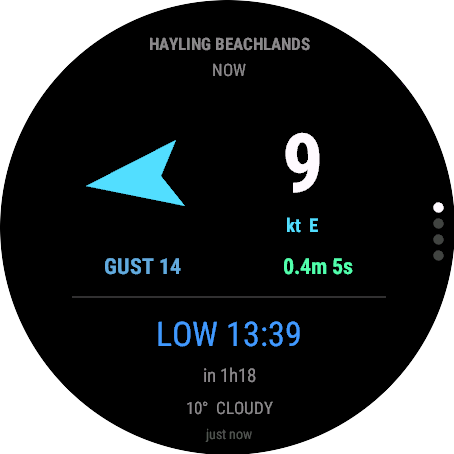 HAYLING BEACHLANDS
NOW
9
kt E
GUST 14
0.4m 5s
LOW 13:39
in 1h18
10° CLOUDY
just now